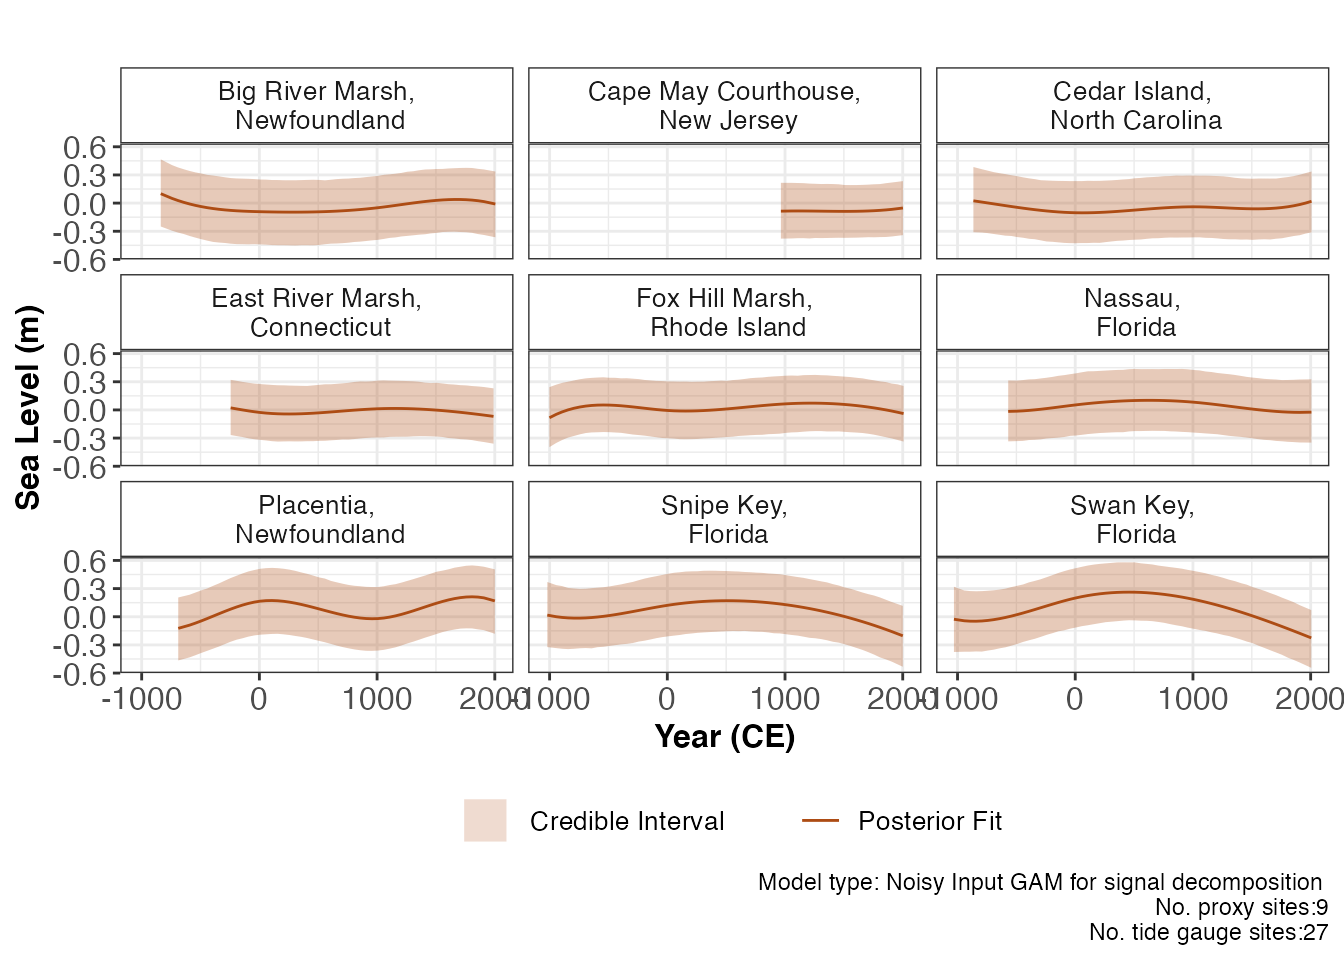 Big River Marsh,
Newfoundland
Cape May Courthouse,
New Jersey
Cedar Island,
North Carolina
0.6
0.3
0.0
-0.3
-0.6
East River Marsh,
Connecticut
Fox Hill Marsh,
Rhode Island
Nassau,
Florida
0.6
0.3
0.0
-0.3
-0.6
Placentia,
Newfoundland
Snipe Key,
Florida
Swan Key,
Florida
0.6
0.3
0.0
-0.3
-0.6
Sea Level (m)
-1000 0 1000 2000 -1000 0 1000 2000 -1000 0 1000 2000
Year (CE)
Credible Interval Posterior Fit
Model type: Noisy Input GAM for signal decomposition
No. proxy sites:9
No. tide gauge sites:27